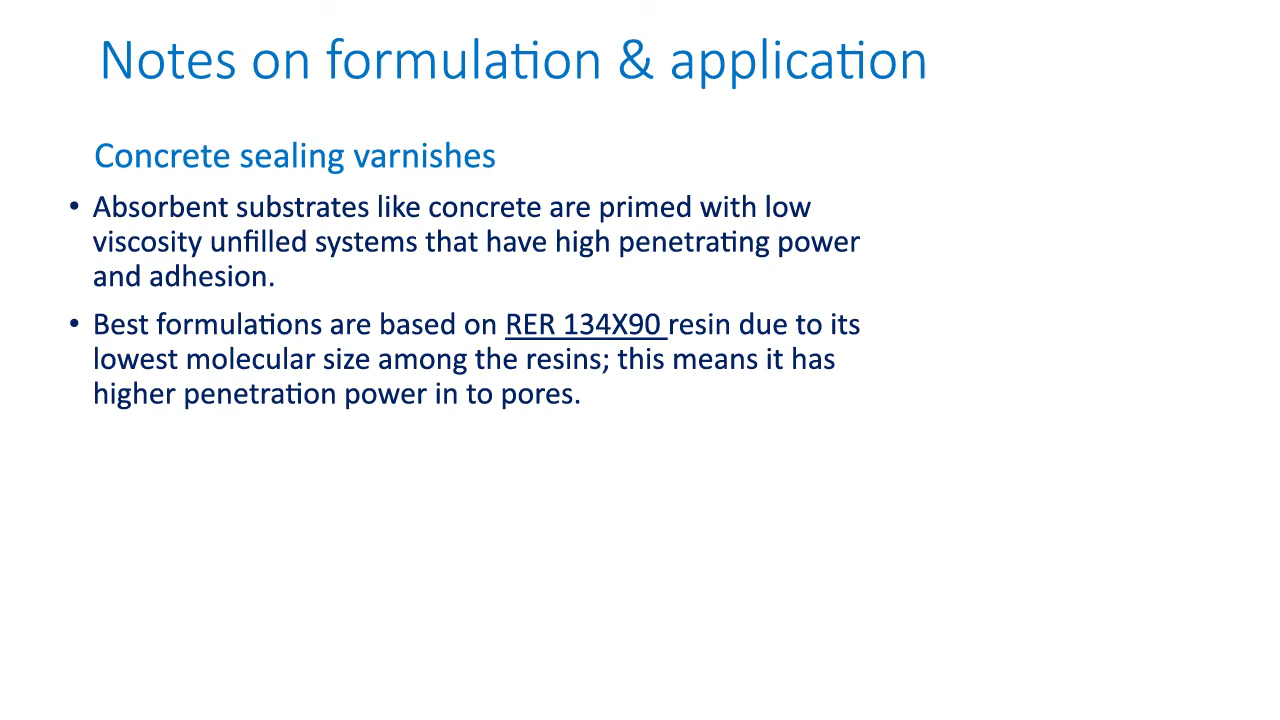 Notes on formulation & application
Concrete sealing varnishes
• Absorbent substrates like concrete are primed with low
viscosity unfilled systems that have high penetrating power
and adhesion.
• Best formulations are based on RER 134X90 resin due to its
lowest molecular size among the resins; this means it has
higher penetration power in to pores.